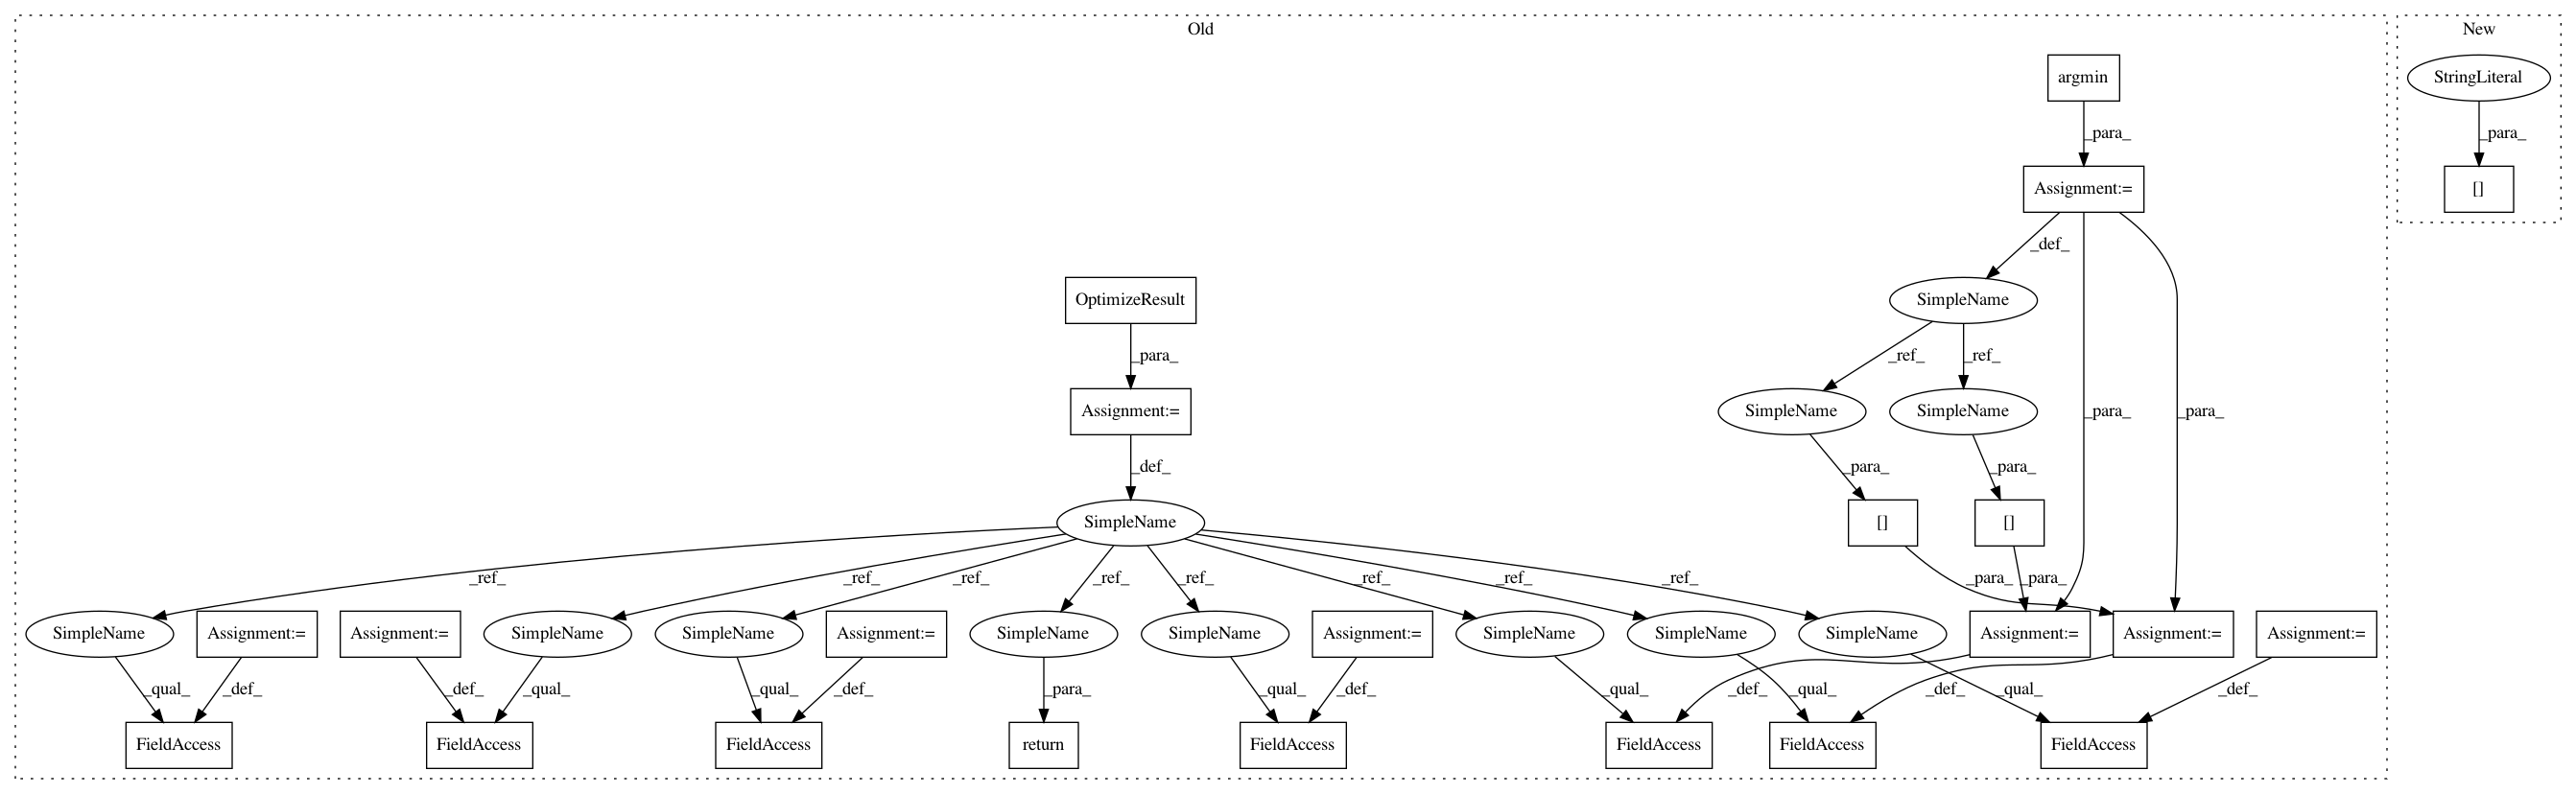 Old
New
argmin
StringLiteral
_para_
_para_
Assignment:=
[]
_def_
OptimizeResult
SimpleName
_para_
_ref_
_ref_
Assignment:=
SimpleName
SimpleName
_para_
_para_
_def_
_para_
_para_
SimpleName
[]
[]
_ref_
_ref_
_ref_
_ref_
_ref_
_ref_
_ref_
_ref_
_para_
_para_
SimpleName
Assignment:=
Assignment:=
SimpleName
SimpleName
Assignment:=
SimpleName
SimpleName
Assignment:=
SimpleName
SimpleName
SimpleName
Assignment:=
Assignment:=
Assignment:=
_qual_
_def_
_def_
_qual_
_qual_
_def_
_para_
_qual_
_def_
_qual_
_def_
_qual_
_def_
_qual_
_def_
FieldAccess
FieldAccess
FieldAccess
return
FieldAccess
FieldAccess
FieldAccess
FieldAccess